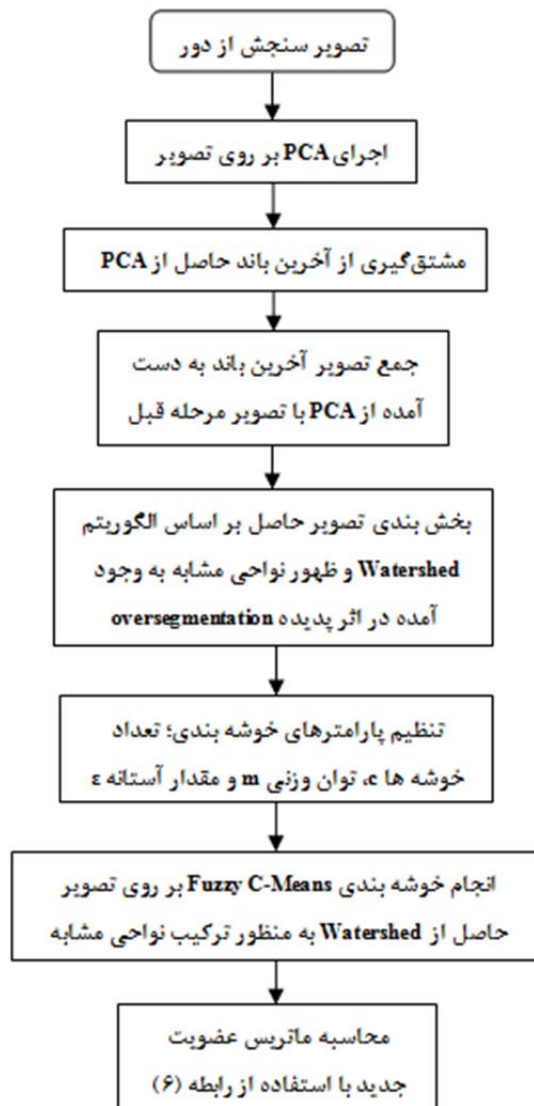 تصویر سنجش از دور
اجرای PCA بر روی تصویر
مشتق‌گیری از آخرین باند حاصل از PCA
جمع تصویر آخرین باند به دست
آمده از PCA با تصویر مرحله قبل
بخش بندی تصویر حاصل بر اساس الگوریتم
Watershed و ظهور نواحی مشابه به وجود
آمده در اثر پدیده oversegmentation
تنظیم پارامترهای خوشه بندی؛ تعداد
خوشه ها c، توان وزنی m و مقدار آستانه ε
انجام خوشه بندی Fuzzy C-Means بر روی تصویر
حاصل از Watershed به منظور ترکیب نواحی مشابه
محاسبه ماتریس عضویت
جدید با استفاده از رابطه (۶)